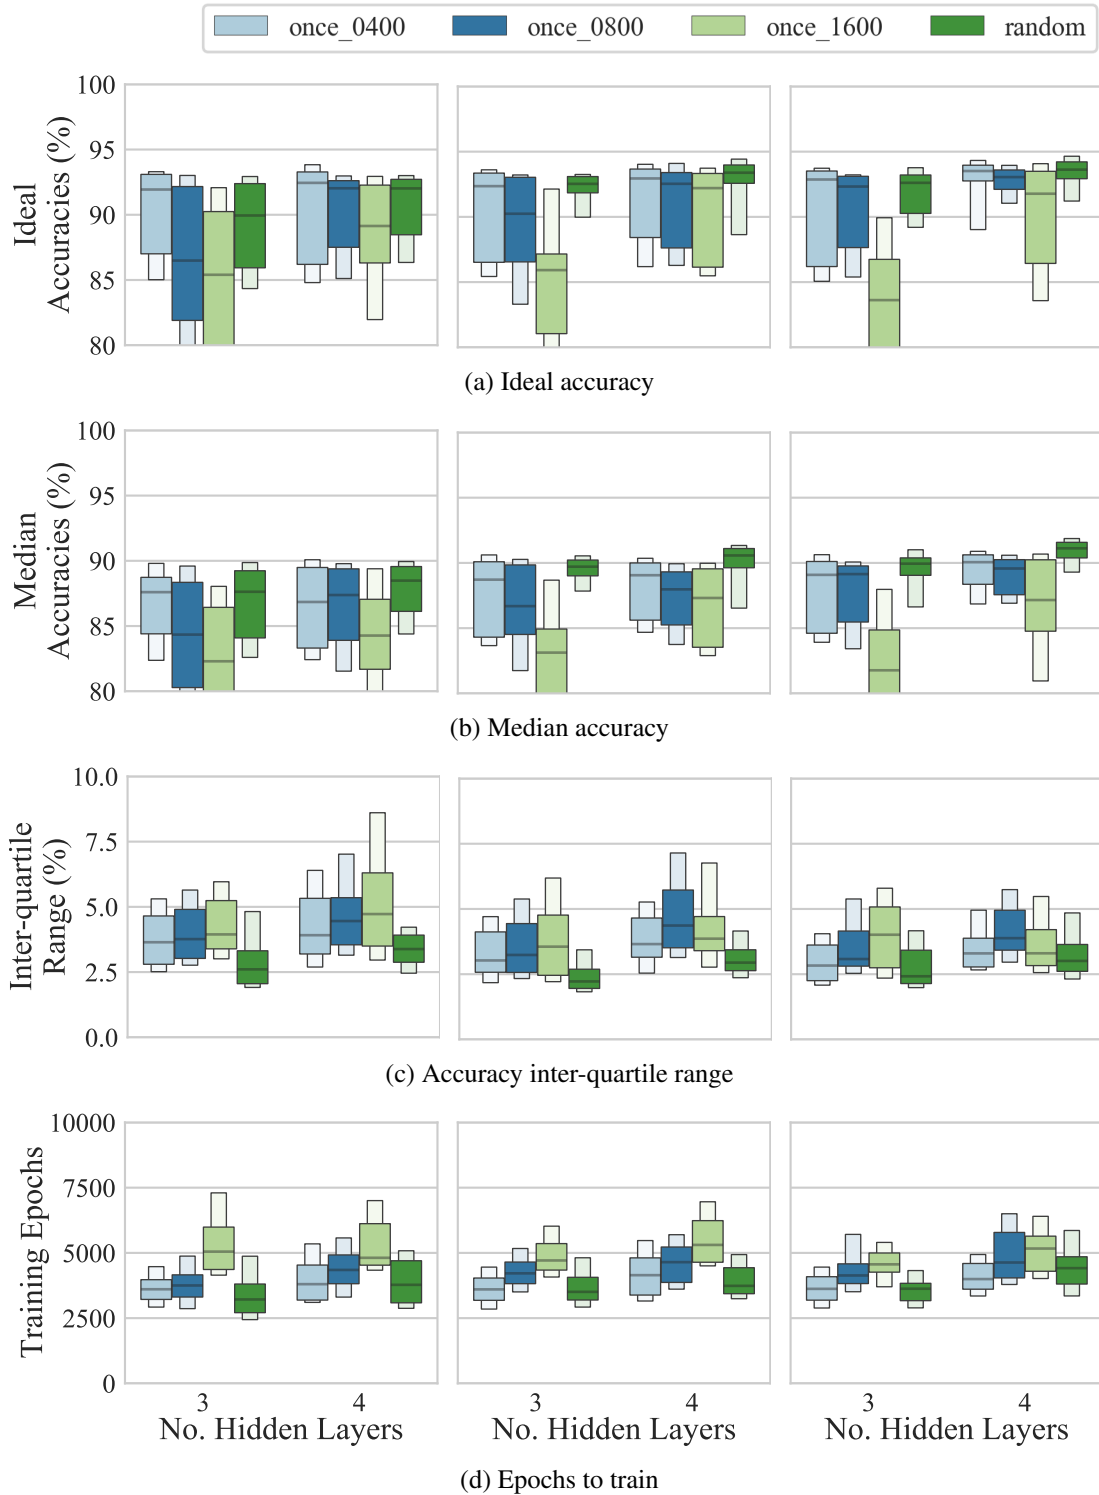 once_0400 once_0800 once_1600 random
Ideal
Accuracies (%)
100
95
90
85
80
(a) Ideal accuracy
Median
Accuracies (%)
100
95
90
85
80
(b) Median accuracy
Inter-quartile
Range (%)
10.0
7.5
5.0
2.5
0.0
(c) Accuracy inter-quartile range
Training Epochs
10000
7500
5000
2500
0
3 4 3 4 3 4
No. Hidden Layers No. Hidden Layers No. Hidden Layers
(d) Epochs to train